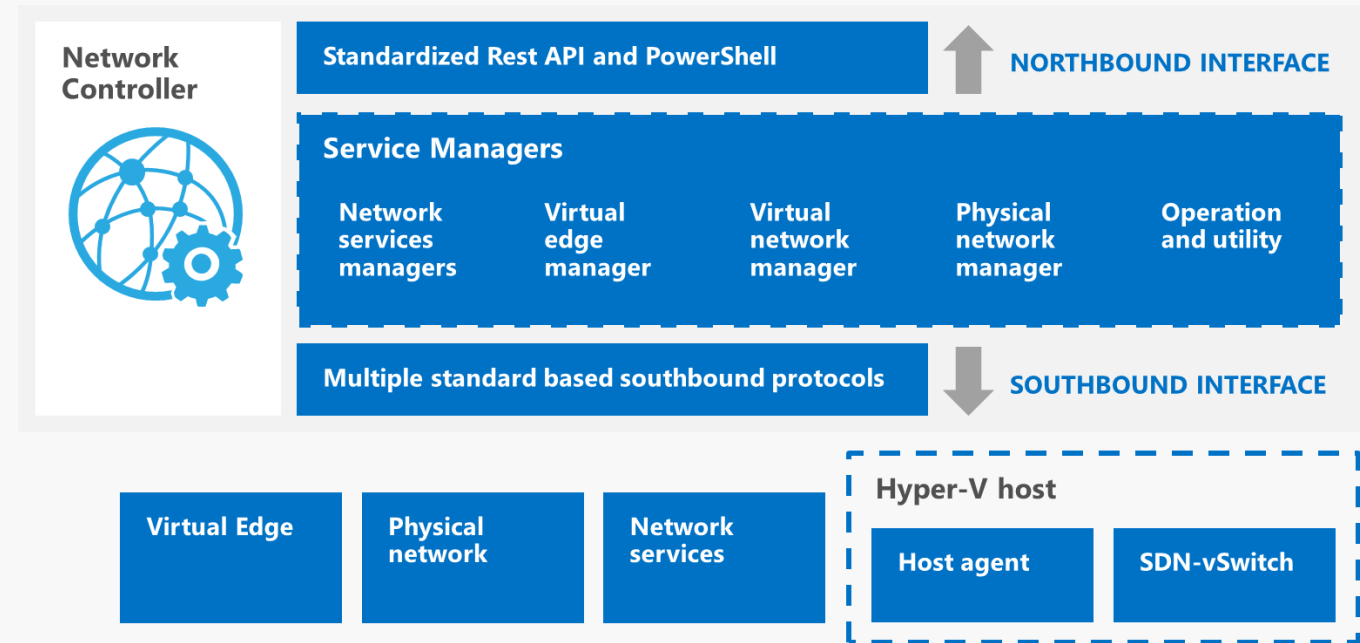 Network
Controller
Standardized Rest API and PowerShell
NORTHBOUND INTERFACE
Service Managers
Network
services
managers
Virtual
edge
manager
Virtual
network
manager
Physical
network
manager
Operation
and utility
Multiple standard based southbound protocols
SOUTHBOUND INTERFACE
Virtual Edge
Physical
network
Network
services
Hyper-V host
Host agent
SDN-vSwitch